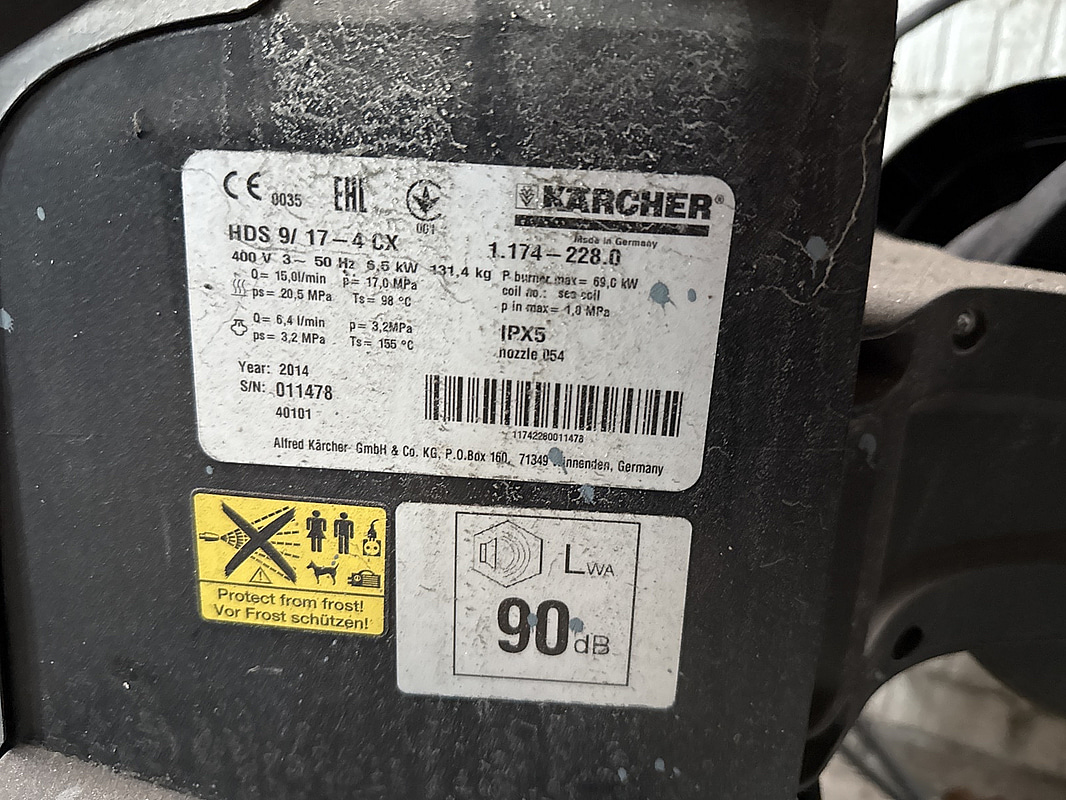 CE 0035 EAC 001 KÄRCHER®
Made in Germany
HDS 9/ 17-4 CX 1.174-228.0
400 V 3~ 50 Hz 6,5 kW 131,4 kg
Q= 15,0l/min p= 17,0 MPa
ps= 20,5 MPa Ts= 98 °C
Q= 6,4 l/min p= 3,2MPa
ps= 3,2 MPa Ts= 155 °C
P burner max= 69,0 kW
coil no.: see coil
p in max= 1,0 MPa
IPX5
nozzle 054
Year: 2014
S/N: 011478
40101
11742280011478
Alfred Kärcher GmbH & Co. KG, P.O.Box 160, 71349 Winnenden, Germany
Protect from frost!
Vor Frost schützen!
LWA
90 dB